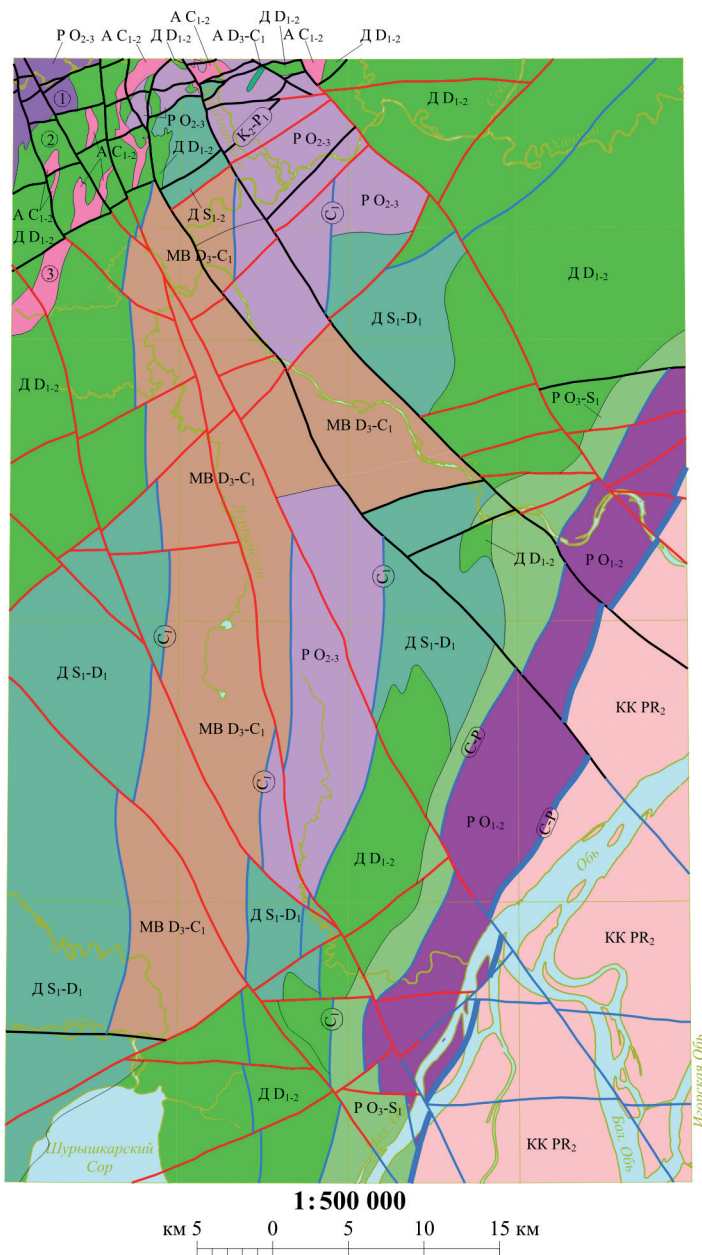 Р O₂₋₃
А C₁₋₂
Д D₁₋₂
А C₁₋₂
А D₃-C₁
Д D₁₋₂
А C₁₋₂
Д D₁₋₂
1
Р O₂₋₃
K₂-P₁
Д D₁₋₂
2
Р O₂₋₃
А C₁₋₂
Д D₁₋₂
Р O₂₋₃
А C₁₋₂
Д D₁₋₂
Д S₁₋₂
C₁
МВ D₃-C₁
3
Д D₁₋₂
Д S₁-D₁
Д D₁₋₂
Р O₃-S₁
МВ D₃-C₁
МВ D₃-C₁
Д D₁₋₂
Р O₁₋₂
C₁
C₁
Д S₁-D₁
Р O₂₋₃
Д S₁-D₁
КК PR₂
МВ D₃-C₁
C-P
C₁
Р O₁₋₂
C-P
Обь
Д D₁₋₂
Д S₁-D₁
МВ D₃-C₁
КК PR₂
Д S₁-D₁
C₁
Игорская Обь
Д D₁₋₂
Р O₃-S₁
Бол. Обь
Шурышкарский
Сор
КК PR₂
1:500 000
км 5 0 5 10 15 км